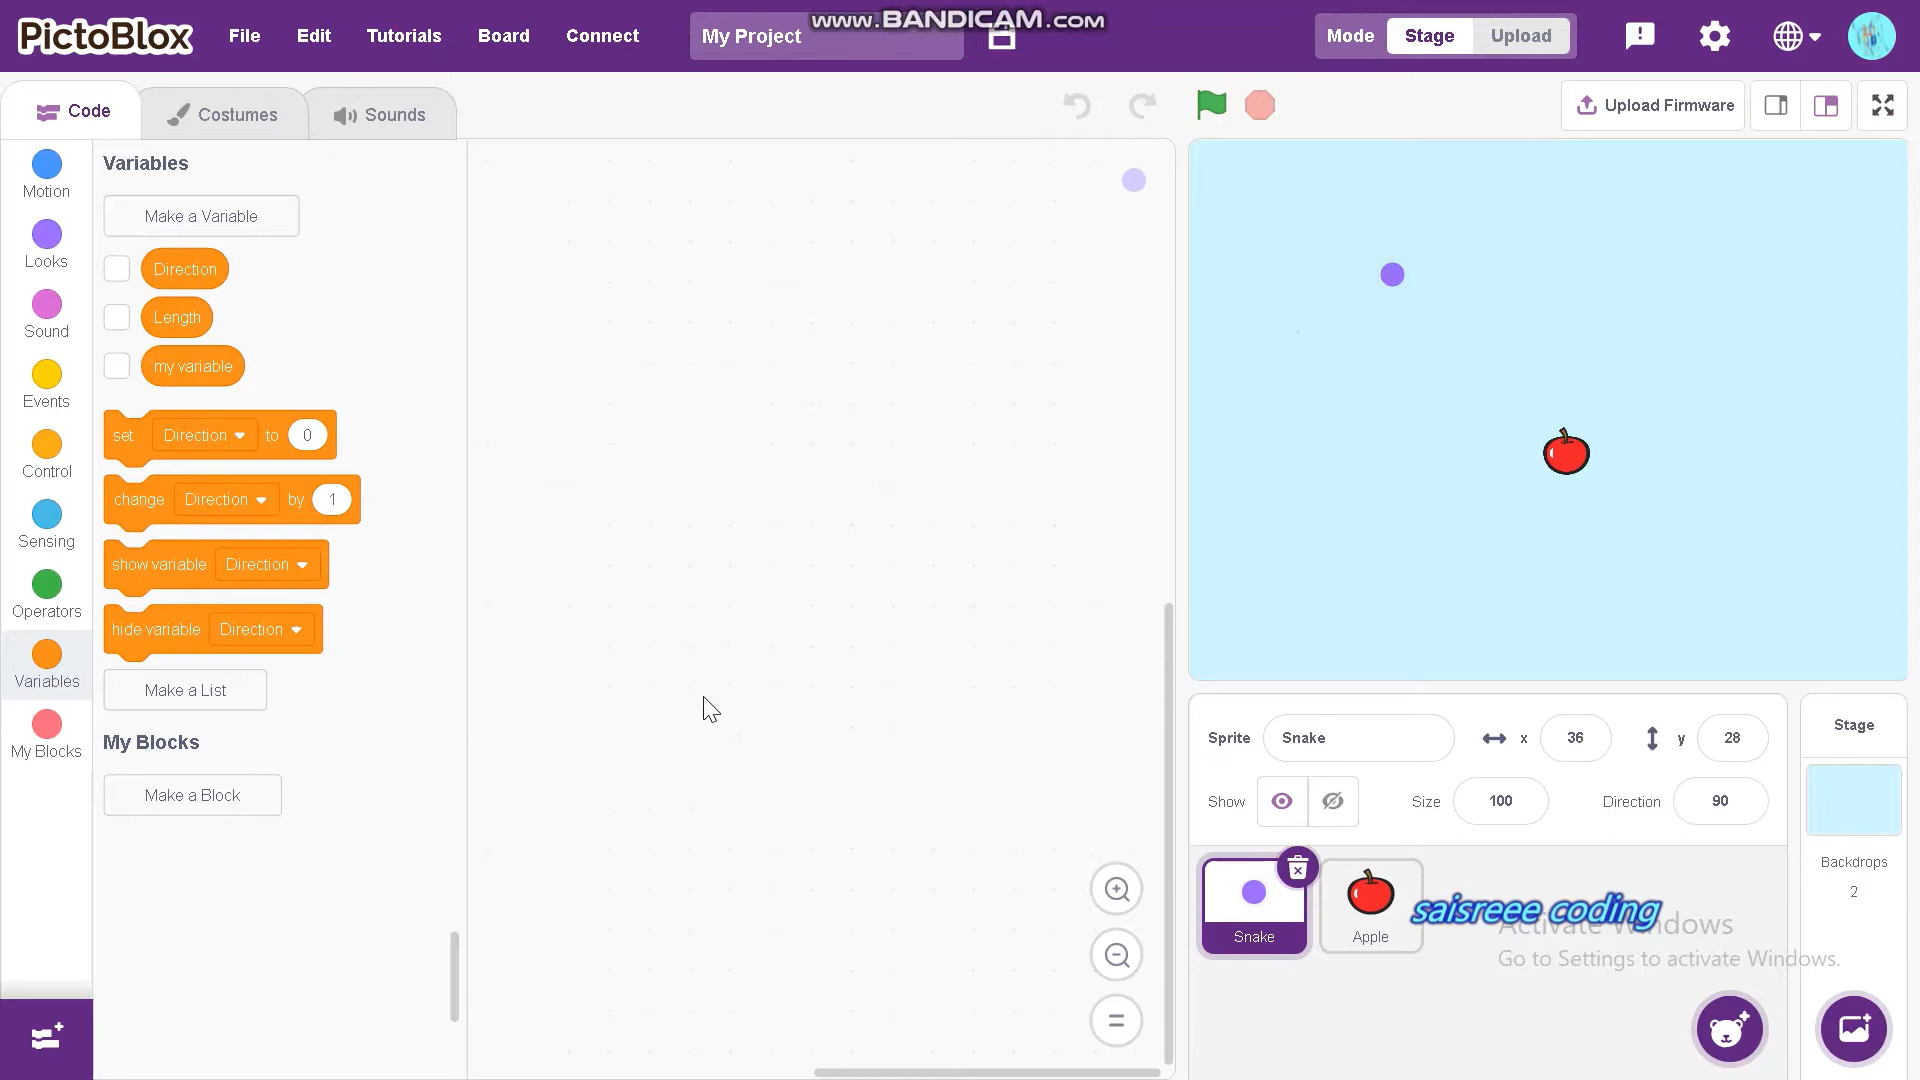 PictoBlox
File
Edit
Tutorials
Board
Connect
My Project
www.BANDICAM.com
Mode
Stage
Upload
Code
Costumes
Sounds
Upload Firmware
Motion
Looks
Sound
Events
Control
Sensing
Operators
Variables
My Blocks
Variables
Make a Variable
Direction
Length
my variable
set Direction to 0
change Direction by 1
show variable Direction
hide variable Direction
Make a List
My Blocks
Make a Block
Sprite Snake x 36 y 28
Show Size 100 Direction 90
Snake
Apple
saisreee coding
Activate Windows
Go to Settings to activate Windows.
Stage
Backdrops
2